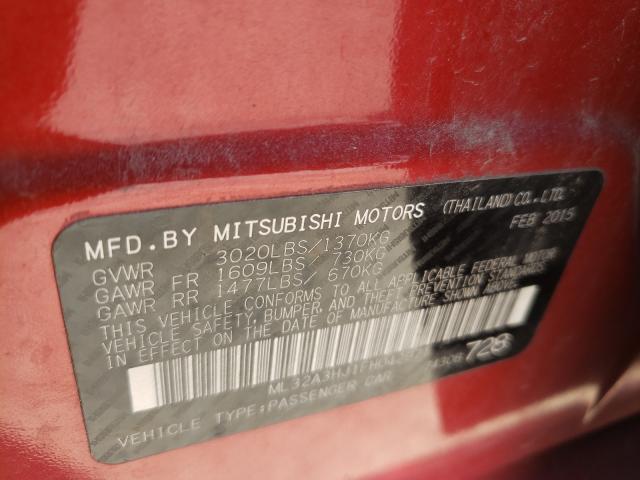 MFD.BY MITSUBISHI MOTORS (THAILAND)CO.,LTD.
FEB 2015
GVWR 3020LBS/1370KG
GAWR FR 1609LBS/ 730KG
GAWR RR 1477LBS/ 670KG
THIS VEHICLE CONFORMS TO ALL APPLICABLE FEDERAL MOTOR
VEHICLE SAFETY, BUMPER, AND THEFT PREVENTION STANDARDS
IN EFFECT ON THE DATE OF MANUFACTURE SHOWN ABOVE.
728
VEHICLE TYPE:PASSENGER CAR